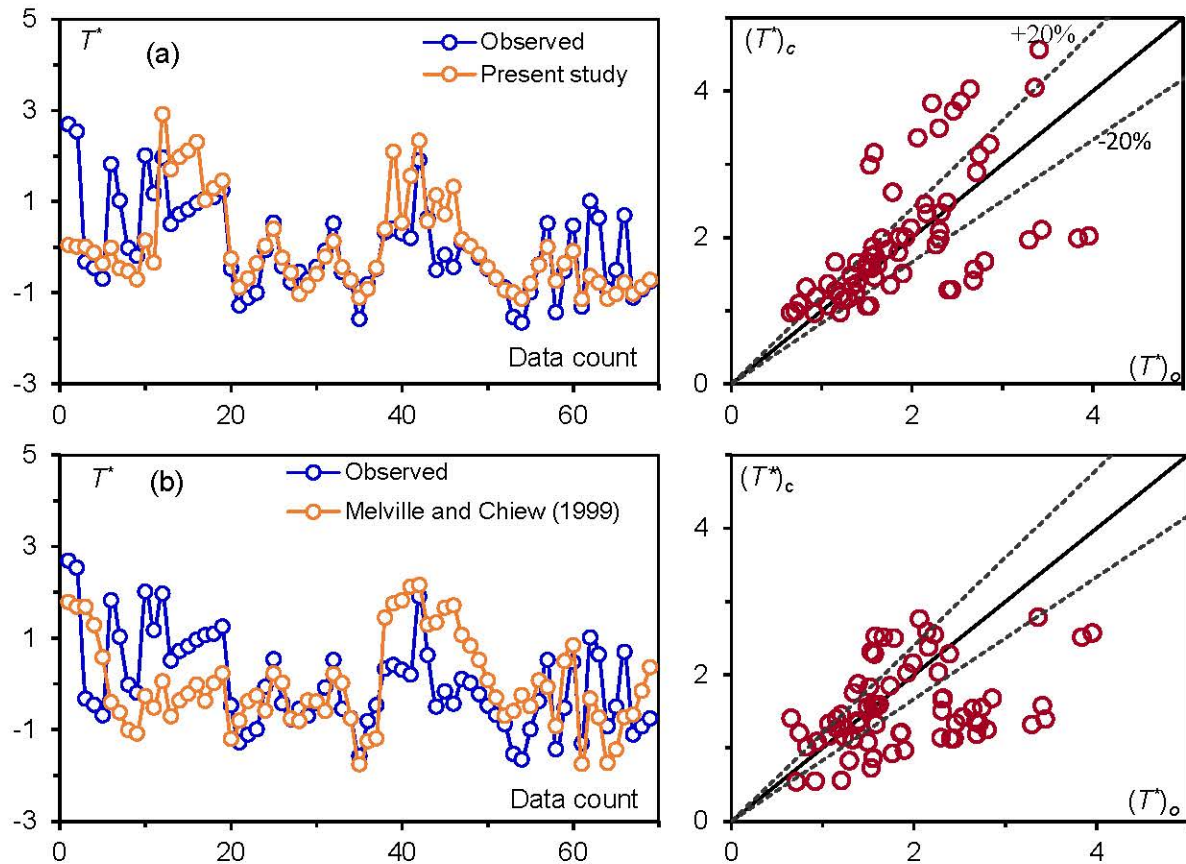 5
T*
(a)
Observed
Present study
3
1
-1
Data count
-3
0
20
40
60
(T*)c
+20%
4
-20%
2
0
(T*)o
0
2
4
5
T*
(b)
Observed
Melville and Chiew (1999)
3
1
-1
Data count
-3
0
20
40
60
(T*)c
4
2
0
(T*)o
0
2
4